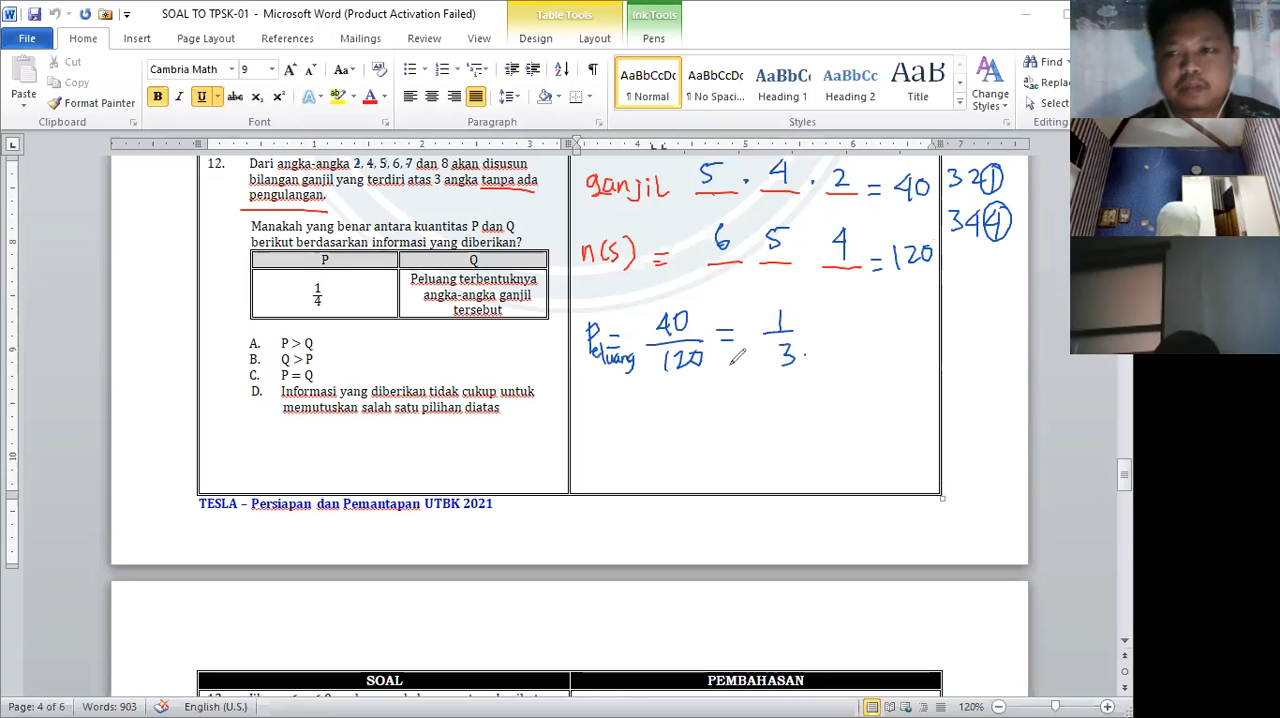 SOAL TO TPSK-01 - Microsoft Word (Product Activation Failed)
Table Tools
Ink Tools
File
Home
Insert
Page Layout
References
Mailings
Review
View
Design
Layout
Pens
Paste
Cut
Copy
Format Painter
Clipboard
Cambria Math
9
Font
Paragraph
AaBbCcDc
¶ Normal
AaBbCcDc
¶ No Spaci...
AaBbCc
Heading 1
AaBbCc
Heading 2
AaB
Title
Styles
Change
Styles
Find
Replace
Select
Editing
12. Dari angka-angka 2, 4, 5, 6, 7 dan 8 akan disusun
bilangan ganjil yang terdiri atas 3 angka tanpa ada
pengulangan.
Manakah yang benar antara kuantitas P dan Q
berikut berdasarkan informasi yang diberikan?
P
Q
1
4
Peluang terbentuknya
angka-angka ganjil
tersebut
A. P > Q
B. Q > P
C. P = Q
D. Informasi yang diberikan tidak cukup untuk
memutuskan salah satu pilihan diatas
ganjil 5 . 4 . 2 = 40
321
344
n(s) = 6 5 4 = 120
Peluang = 40/120 = 1/3
TESLA – Persiapan dan Pemantapan UTBK 2021
SOAL
PEMBAHASAN
Page: 4 of 6
Words: 903
English (U.S.)
120%